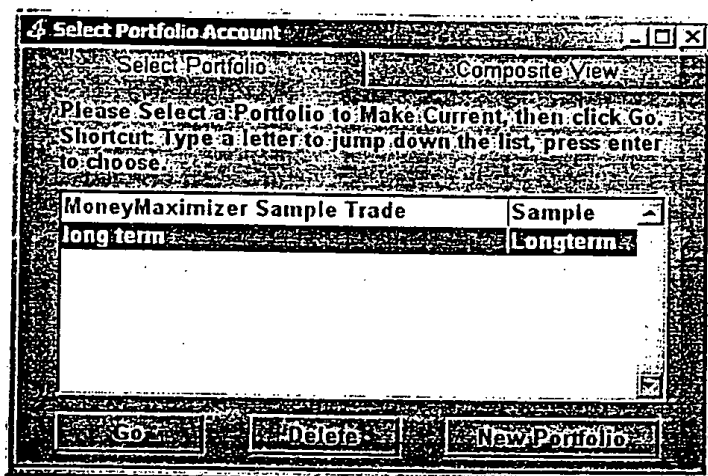 Select Portfolio Account
Select Portfolio Composite View
Please Select a Portfolio to Make Current, then click Go.
Shortcut: Type a letter to jump down the list, press enter
to choose.
MoneyMaximizer Sample Trade Sample
long term Longterm
Go Delete New Portfolio